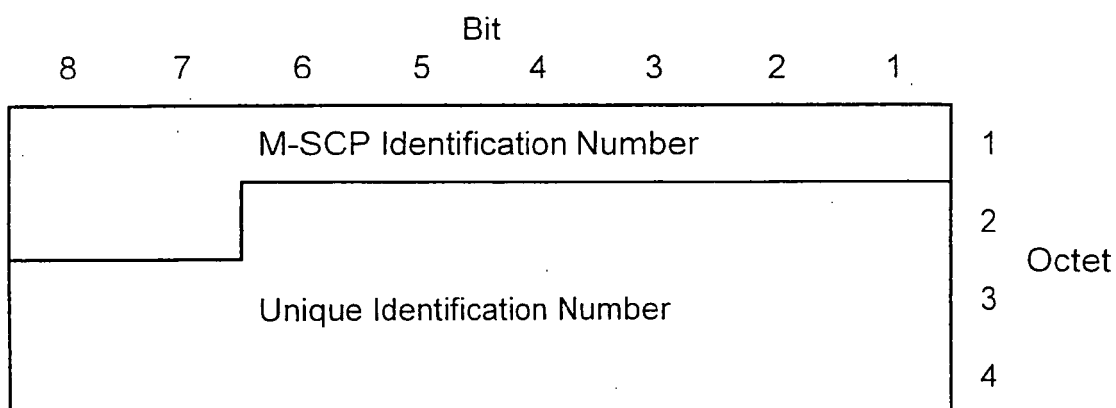 Bit
8 7 6 5 4 3 2 1
M-SCP Identification Number
1
2
Octet
3
Unique Identification Number
4